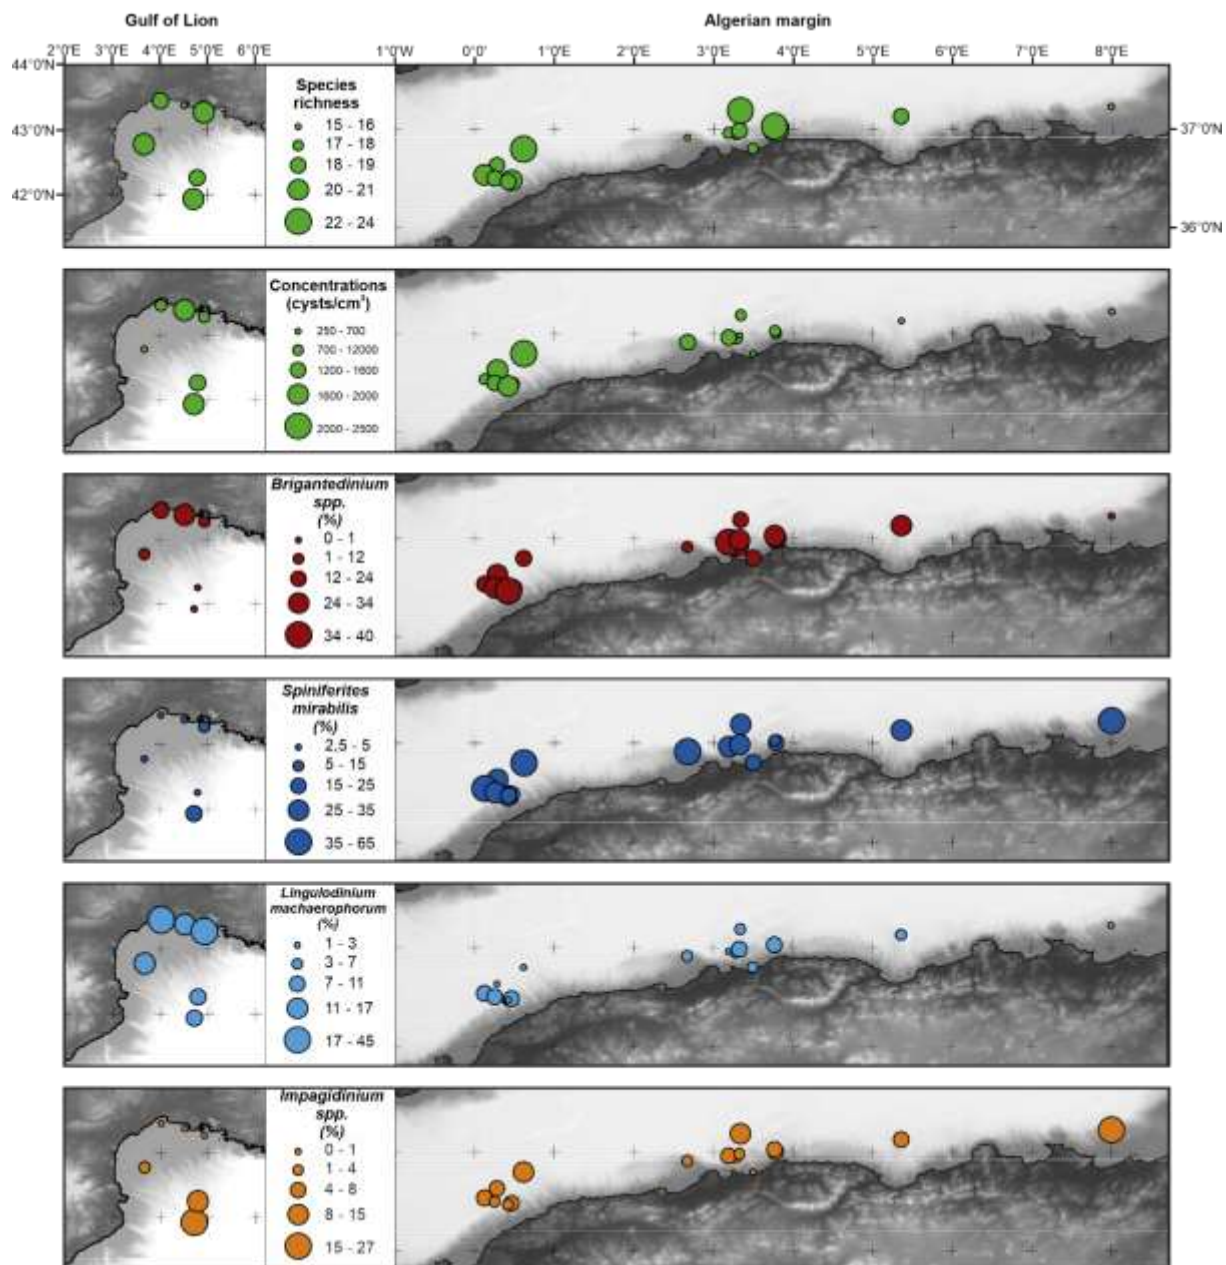 Gulf of Lion
Algerian margin
2°0'E 3°0'E 4°0'E 5°0'E 6°0'E
1°0'W 0°0' 1°0'E 2°0'E 3°0'E 4°0'E 5°0'E 6°0'E 7°0'E 8°0'E
44°0'N
43°0'N
42°0'N
37°0'N
36°0'N
Species
richness
15 - 16
17 - 18
18 - 19
20 - 21
22 - 24
Concentrations
(cysts/cm³)
250 - 700
700 - 12000
1200 - 1600
1600 - 2000
2000 - 2500
Brigantedinium
spp.
(%)
0 - 1
1 - 12
12 - 24
24 - 34
34 - 40
Spiniferites
mirabilis
(%)
2,5 - 5
5 - 15
15 - 25
25 - 35
35 - 65
Lingulodinium
machaerophorum
(%)
1 - 3
3 - 7
7 - 11
11 - 17
17 - 45
Impagidinium
spp.
(%)
0 - 1
1 - 4
4 - 8
8 - 15
15 - 27